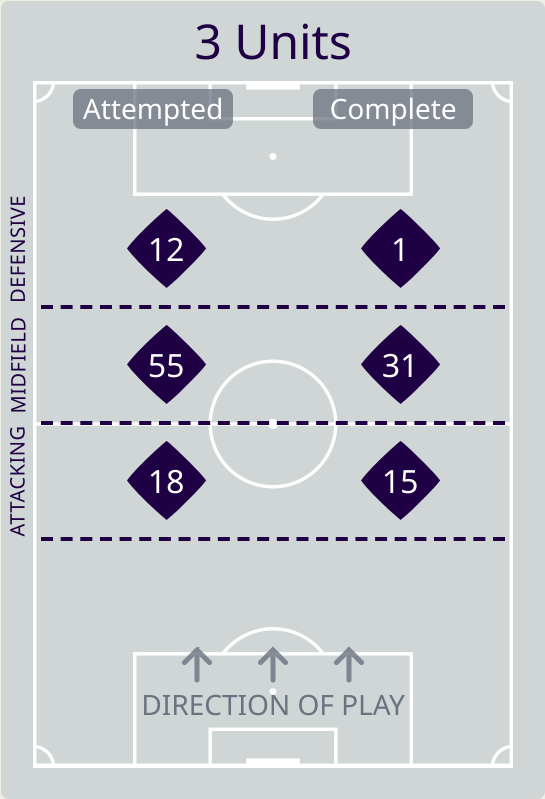 3 Units
Attempted Complete
DEFENSIVE
12 1
MIDFIELD
55 31
ATTACKING
18 15
DIRECTION OF PLAY